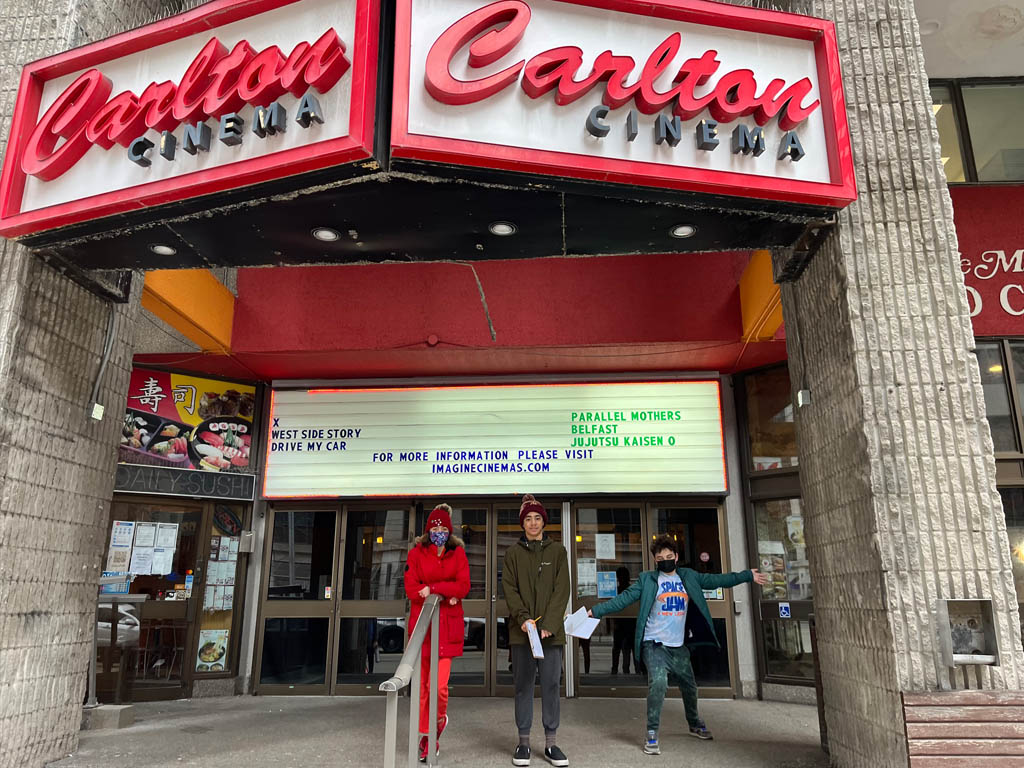 Carlton
CINEMA
Carlton
CINEMA
寿司
DAILY SUSHI
X
WEST SIDE STORY
DRIVE MY CAR
PARALLEL MOTHERS
BELFAST
JUJUTSU KAISEN 0
FOR MORE INFORMATION PLEASE VISIT
IMAGINECINEMAS.COM
SPACE
JAM